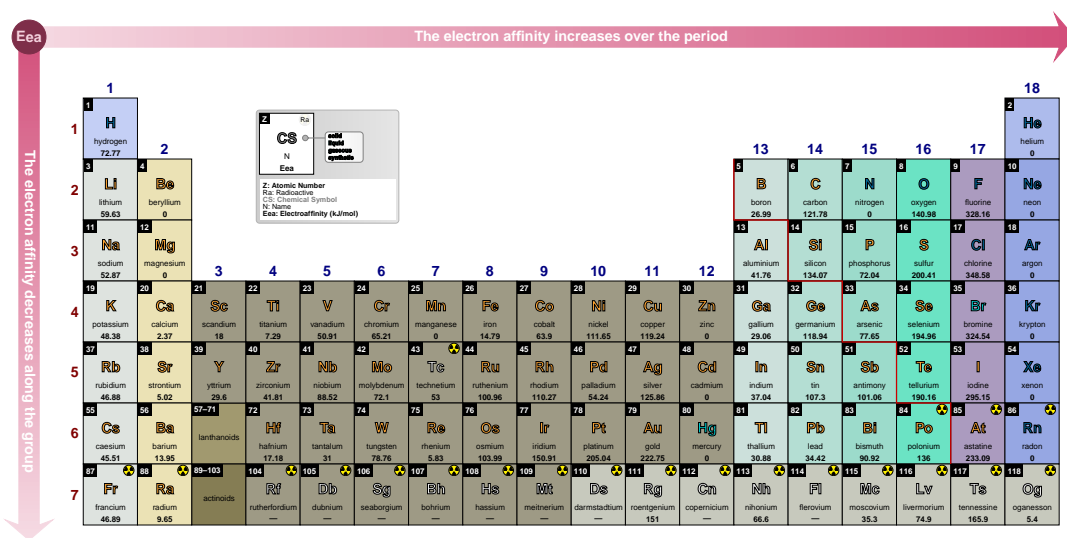 Eea
The electron affinity increases over the period
The electron affinity decreases along the group
1 18
1 H hydrogen 72.77
2 He helium 0
Z Ra
CS
N
Eea
solid
liquid
gaseous
synthetic
Z: Atomic Number
Ra: Radioactive
CS: Chemical Symbol
N: Name
Eea: Electroaffinity (kJ/mol)
1
2 13 14 15 16 17
2
3 Li lithium 59.63
4 Be beryllium 0
5 B boron 26.99
6 C carbon 121.78
7 N nitrogen 0
8 O oxygen 140.98
9 F fluorine 328.16
10 Ne neon 0
3
11 Na sodium 52.87
12 Mg magnesium 0
13 Al aluminium 41.76
14 Si silicon 134.07
15 P phosphorus 72.04
16 S sulfur 200.41
17 Cl chlorine 348.58
18 Ar argon 0
3 4 5 6 7 8 9 10 11 12
4
19 K potassium 48.38
20 Ca calcium 2.37
21 Sc scandium 18
22 Ti titanium 7.29
23 V vanadium 50.91
24 Cr chromium 65.21
25 Mn manganese 0
26 Fe iron 14.79
27 Co cobalt 63.9
28 Ni nickel 111.65
29 Cu copper 119.24
30 Zn zinc 0
31 Ga gallium 29.06
32 Ge germanium 118.94
33 As arsenic 77.65
34 Se selenium 194.96
35 Br bromine 324.54
36 Kr krypton 0
5
37 Rb rubidium 46.88
38 Sr strontium 5.02
39 Y yttrium 29.6
40 Zr zirconium 41.81
41 Nb niobium 88.52
42 Mo molybdenum 72.1
43 Tc technetium 53
44 Ru ruthenium 100.96
45 Rh rhodium 110.27
46 Pd palladium 54.24
47 Ag silver 125.86
48 Cd cadmium 0
49 In indium 37.04
50 Sn tin 107.3
51 Sb antimony 101.06
52 Te tellurium 190.16
53 I iodine 295.15
54 Xe xenon 0
6
55 Cs caesium 45.51
56 Ba barium 13.95
57–71 lanthanoids
72 Hf hafnium 17.18
73 Ta tantalum 31
74 W tungsten 78.76
75 Re rhenium 5.83
76 Os osmium 103.99
77 Ir iridium 150.91
78 Pt platinum 205.04
79 Au gold 222.75
80 Hg mercury 0
81 Tl thallium 30.88
82 Pb lead 34.42
83 Bi bismuth 90.92
84 Po polonium 136
85 At astatine 233.09
86 Rn radon 0
7
87 Fr francium 46.89
88 Ra radium 9.65
89–103 actinoids
104 Rf rutherfordium —
105 Db dubnium —
106 Sg seaborgium —
107 Bh bohrium —
108 Hs hassium —
109 Mt meitnerium —
110 Ds darmstadtium —
111 Rg roentgenium 151
112 Cn copernicium —
113 Nh nihonium 66.6
114 Fl flerovium —
115 Mc moscovium 35.3
116 Lv livermorium 74.9
117 Ts tennessine 165.9
118 Og oganesson 5.4